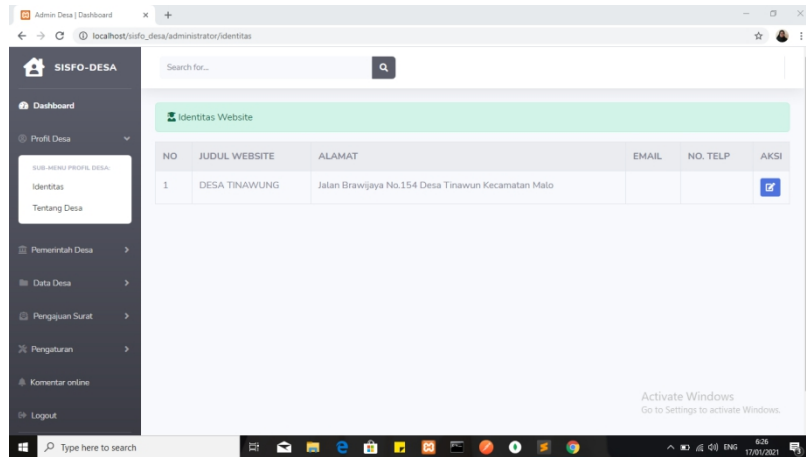 Admin Desa | Dashboard
localhost/sisfo_desa/administrator/identitas
SISFO-DESA
Search for...
Dashboard
Identitas Website
Profil Desa
NO JUDUL WEBSITE ALAMAT EMAIL NO. TELP AKSI
SUB-MENU PROFIL DESA:
Identitas
1 DESA TINAWUNG Jalan Brawijaya No.154 Desa Tinawun Kecamatan Malo
Tentang Desa
Pemerintah Desa
Data Desa
Pengajuan Surat
Pengaturan
Komentar online
Logout
Activate Windows
Go to Settings to activate Windows.
Type here to search
ENG
6:26
17/01/2021